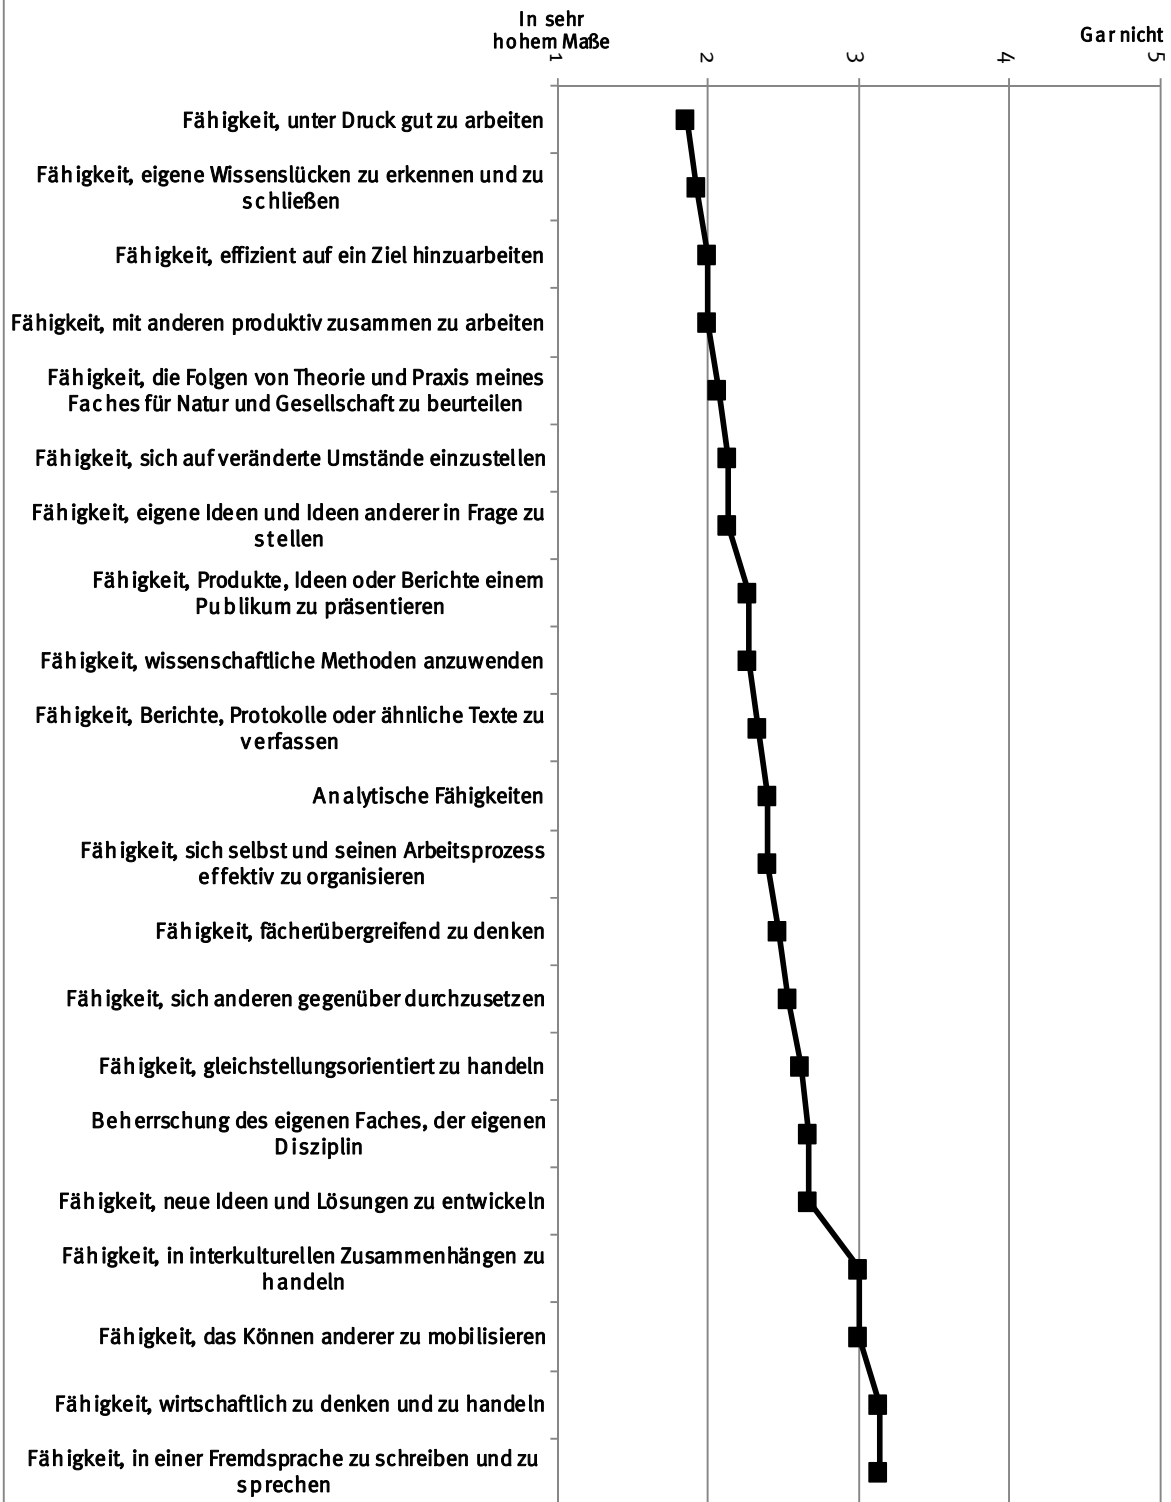 In sehr
hohem Maße
Gar nicht
1
2
3
4
5
Fähigkeit, unter Druck gut zu arbeiten
Fähigkeit, eigene Wissenslücken zu erkennen und zu
schließen
Fähigkeit, effizient auf ein Ziel hinzuarbeiten
Fähigkeit, mit anderen produktiv zusammen zu arbeiten
Fähigkeit, die Folgen von Theorie und Praxis meines
Faches für Natur und Gesellschaft zu beurteilen
Fähigkeit, sich auf veränderte Umstände einzustellen
Fähigkeit, eigene Ideen und Ideen anderer in Frage zu
stellen
Fähigkeit, Produkte, Ideen oder Berichte einem
Publikum zu präsentieren
Fähigkeit, wissenschaftliche Methoden anzuwenden
Fähigkeit, Berichte, Protokolle oder ähnliche Texte zu
verfassen
Analytische Fähigkeiten
Fähigkeit, sich selbst und seinen Arbeitsprozess
effektiv zu organisieren
Fähigkeit, fächerübergreifend zu denken
Fähigkeit, sich anderen gegenüber durchzusetzen
Fähigkeit, gleichstellungsorientiert zu handeln
Beherrschung des eigenen Faches, der eigenen
Disziplin
Fähigkeit, neue Ideen und Lösungen zu entwickeln
Fähigkeit, in interkulturellen Zusammenhängen zu
handeln
Fähigkeit, das Können anderer zu mobilisieren
Fähigkeit, wirtschaftlich zu denken und zu handeln
Fähigkeit, in einer Fremdsprache zu schreiben und zu
sprechen